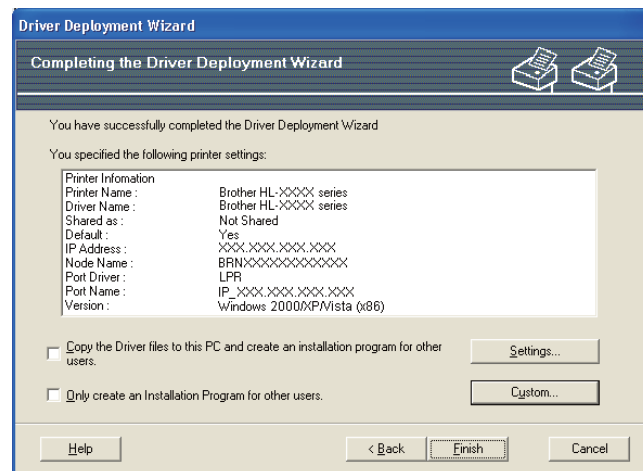 Driver Deployment Wizard
Completing the Driver Deployment Wizard
You have successfully completed the Driver Deployment Wizard
You specified the following printer settings:
Printer Infomation
Printer Name : Brother HL-XXXX series
Driver Name : Brother HL-XXXX series
Shared as : Not Shared
Default : Yes
IP Address : XXX.XXX.XXX.XXX
Node Name : BRNXXXXXXXXXXXX
Port Driver : LPR
Port Name : IP_XXX.XXX.XXX.XXX
Version : Windows 2000/XP/Vista (x86)
Copy the Driver files to this PC and create an installation program for other
users.
Settings...
Only create an Installation Program for other users.
Custom...
Help
< Back
Finish
Cancel